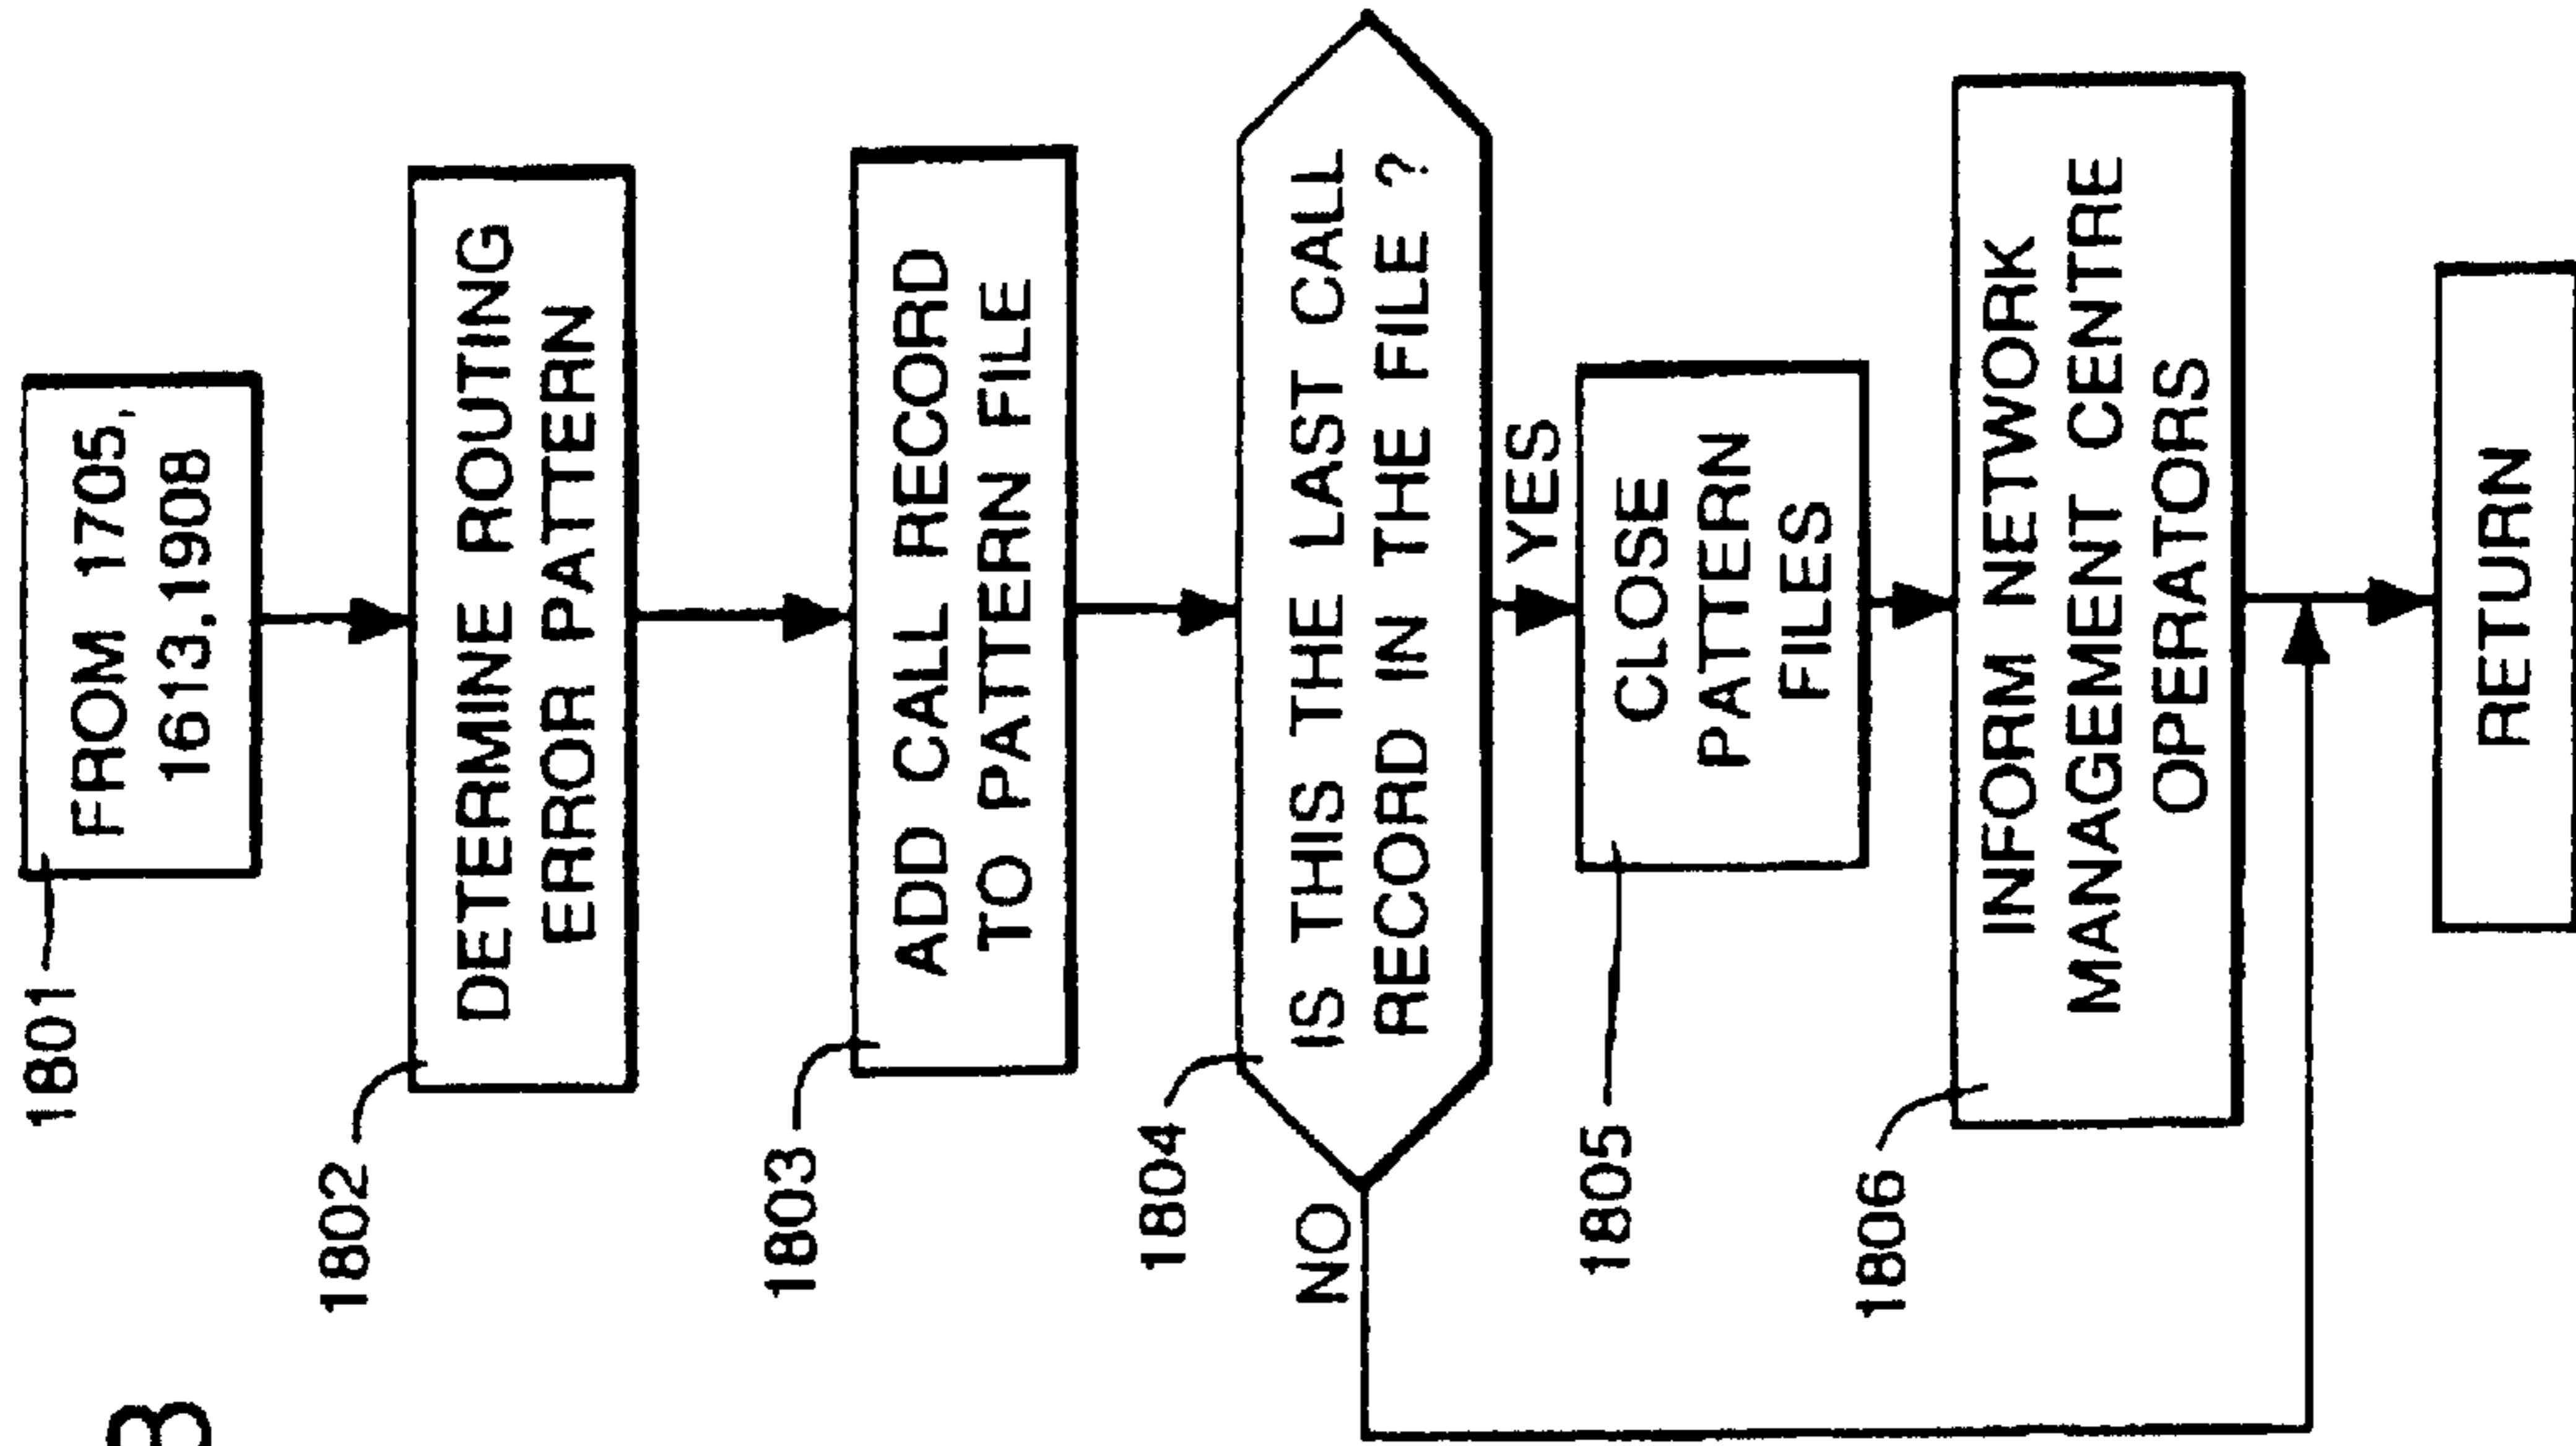 1801
FROM 1705,
1613,1908
1802
DETERMINE ROUTING
ERROR PATTERN
1803
ADD CALL RECORD
TO PATTERN FILE
1804
IS THIS THE LAST CALL
RECORD IN THE FILE ?
NO
YES
1805
CLOSE
PATTERN
FILES
1806
INFORM NETWORK
MANAGEMENT CENTRE
OPERATORS
RETURN